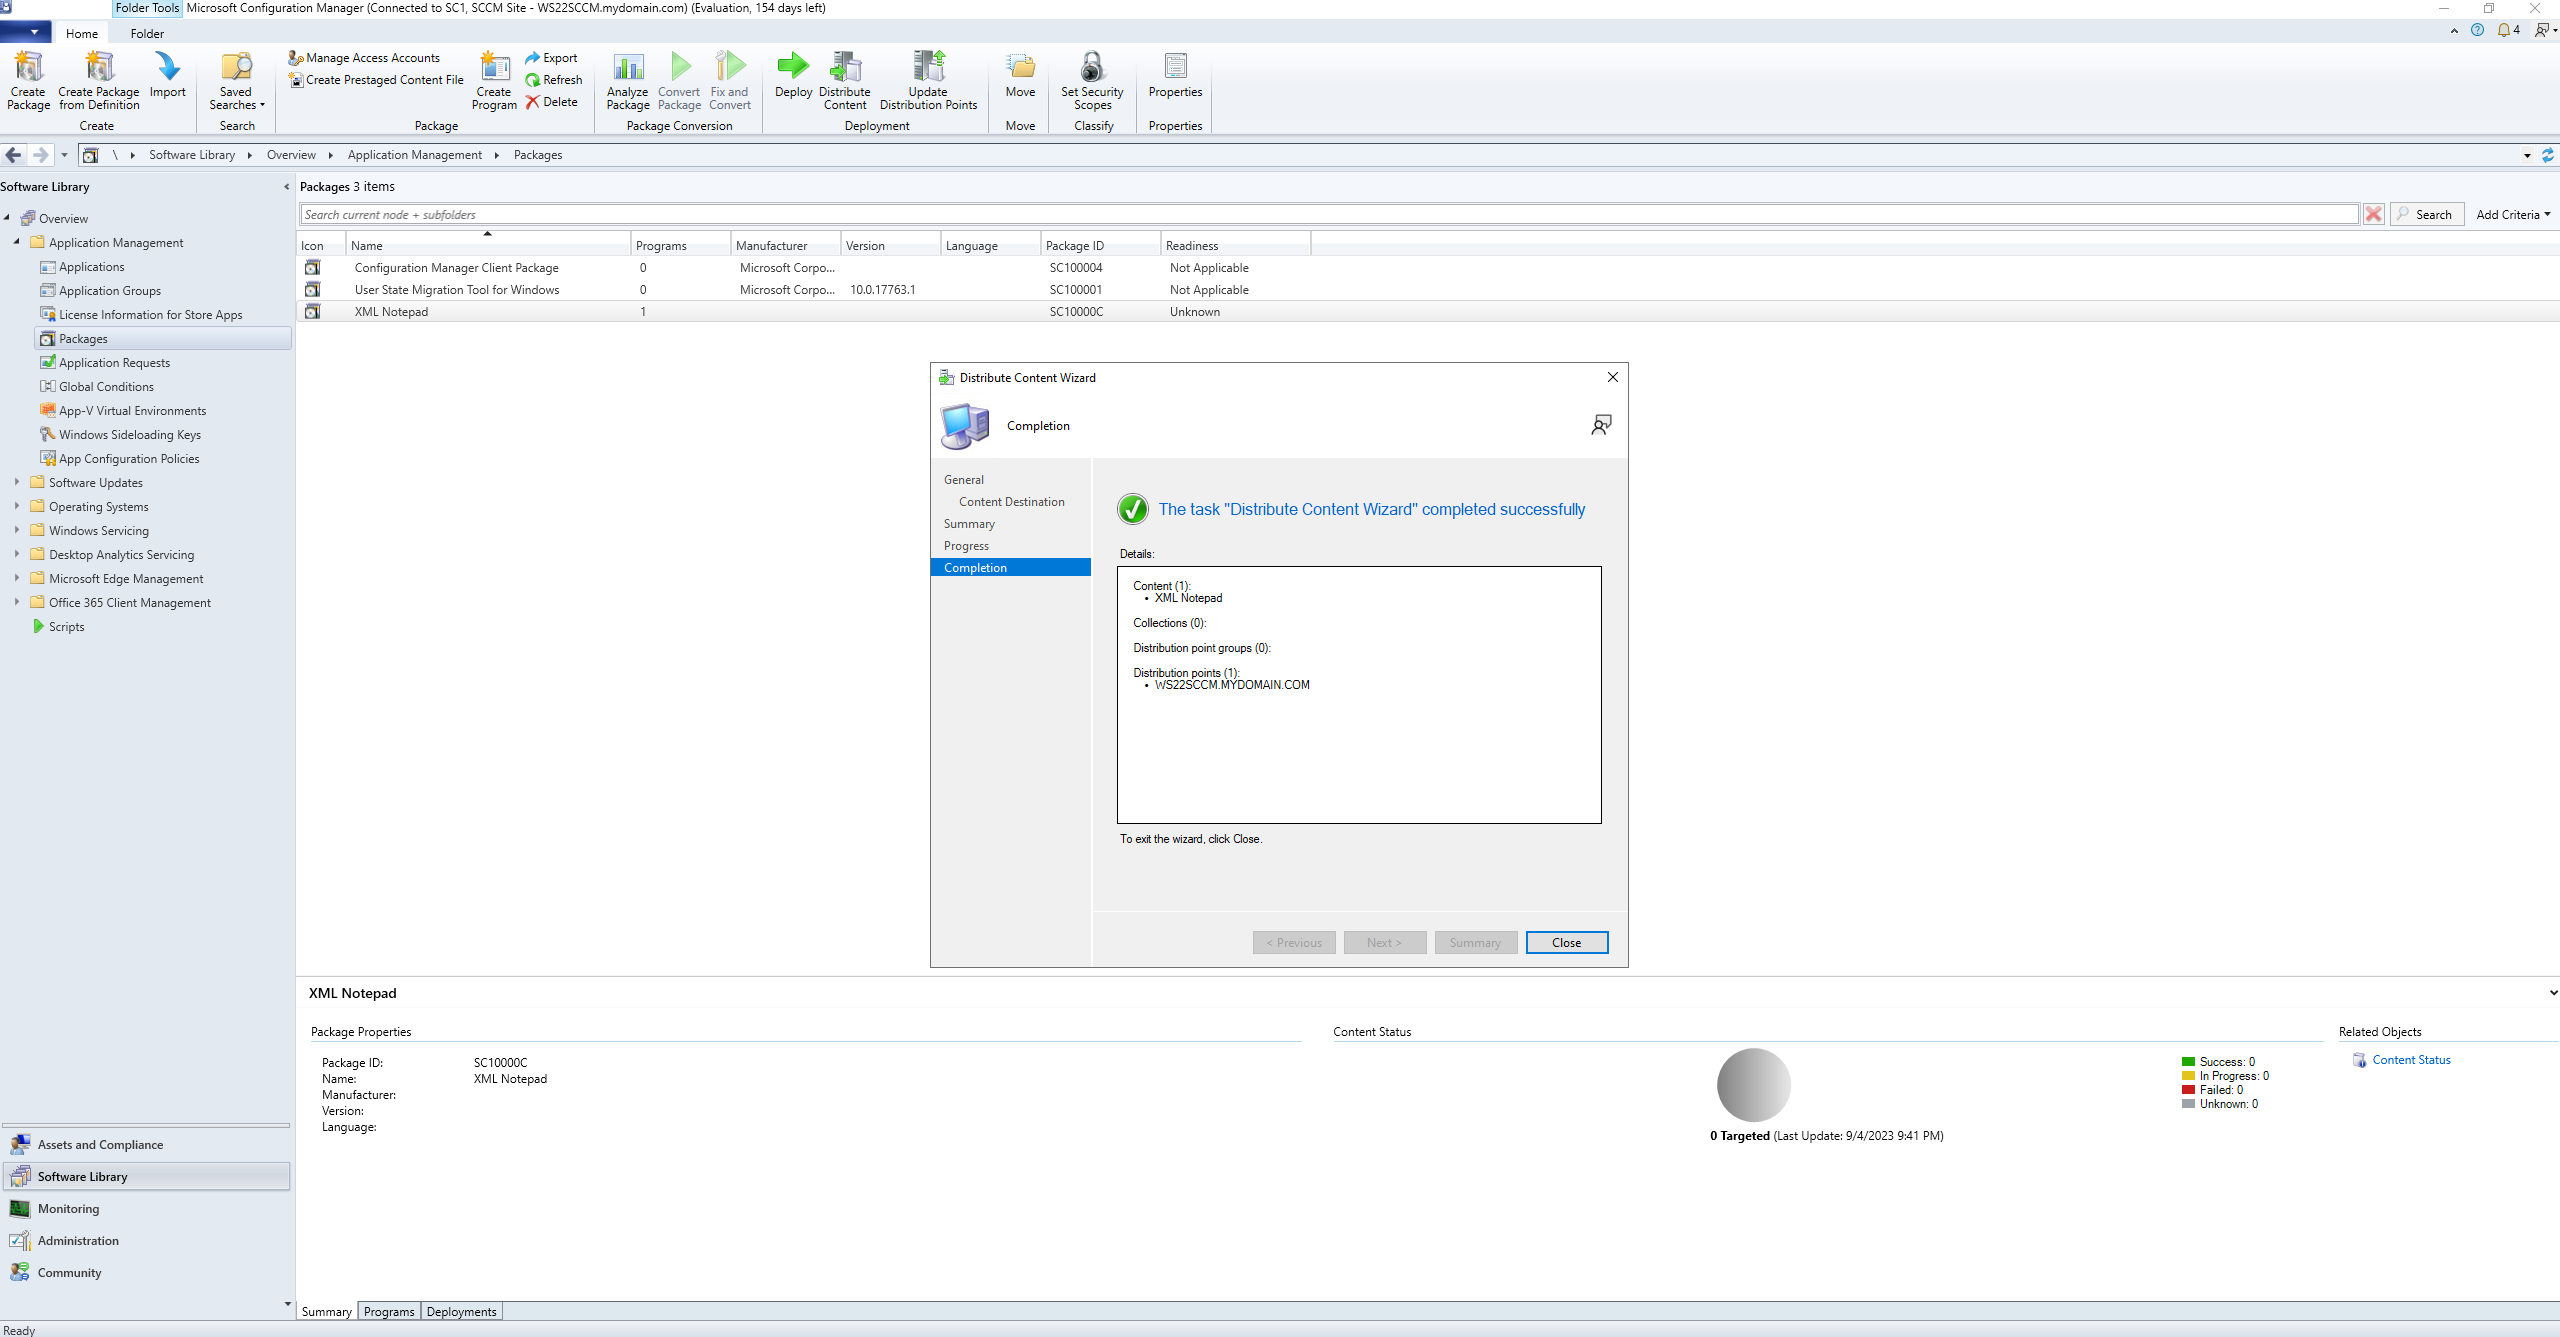 Folder Tools Microsoft Configuration Manager (Connected to SC1, SCCM Site - WS22SCCM.mydomain.com) (Evaluation, 154 days left)
Home Folder
4
Create Package
Create Package from Definition
Import
Create
Saved Searches
Search
Manage Access Accounts
Create Prestaged Content File
Create Program
Export
Refresh
Delete
Package
Analyze Package
Convert Package
Fix and Convert
Package Conversion
Deploy
Distribute Content
Update Distribution Points
Deployment
Move
Move
Set Security Scopes
Classify
Properties
Properties
\ Software Library Overview Application Management Packages
Software Library
Overview
Application Management
Applications
Application Groups
License Information for Store Apps
Packages
Application Requests
Global Conditions
App-V Virtual Environments
Windows Sideloading Keys
App Configuration Policies
Software Updates
Operating Systems
Windows Servicing
Desktop Analytics Servicing
Microsoft Edge Management
Office 365 Client Management
Scripts
Assets and Compliance
Software Library
Monitoring
Administration
Community
Packages 3 items
Search current node + subfolders
Search Add Criteria
Icon Name Programs Manufacturer Version Language Package ID Readiness
Configuration Manager Client Package 0 Microsoft Corpo... SC100004 Not Applicable
User State Migration Tool for Windows 0 Microsoft Corpo... 10.0.17763.1 SC100001 Not Applicable
XML Notepad 1 SC10000C Unknown
Distribute Content Wizard
Completion
General
Content Destination
Summary
Progress
Completion
The task "Distribute Content Wizard" completed successfully
Details:
Content (1):
• XML Notepad
Collections (0):
Distribution point groups (0):
Distribution points (1):
• WS22SCCM.MYDOMAIN.COM
To exit the wizard, click Close.
< Previous Next > Summary Close
XML Notepad
Package Properties
Package ID: SC10000C
Name: XML Notepad
Manufacturer:
Version:
Language:
Content Status
Success: 0
In Progress: 0
Failed: 0
Unknown: 0
0 Targeted (Last Update: 9/4/2023 9:41 PM)
Related Objects
Content Status
Summary Programs Deployments
Ready